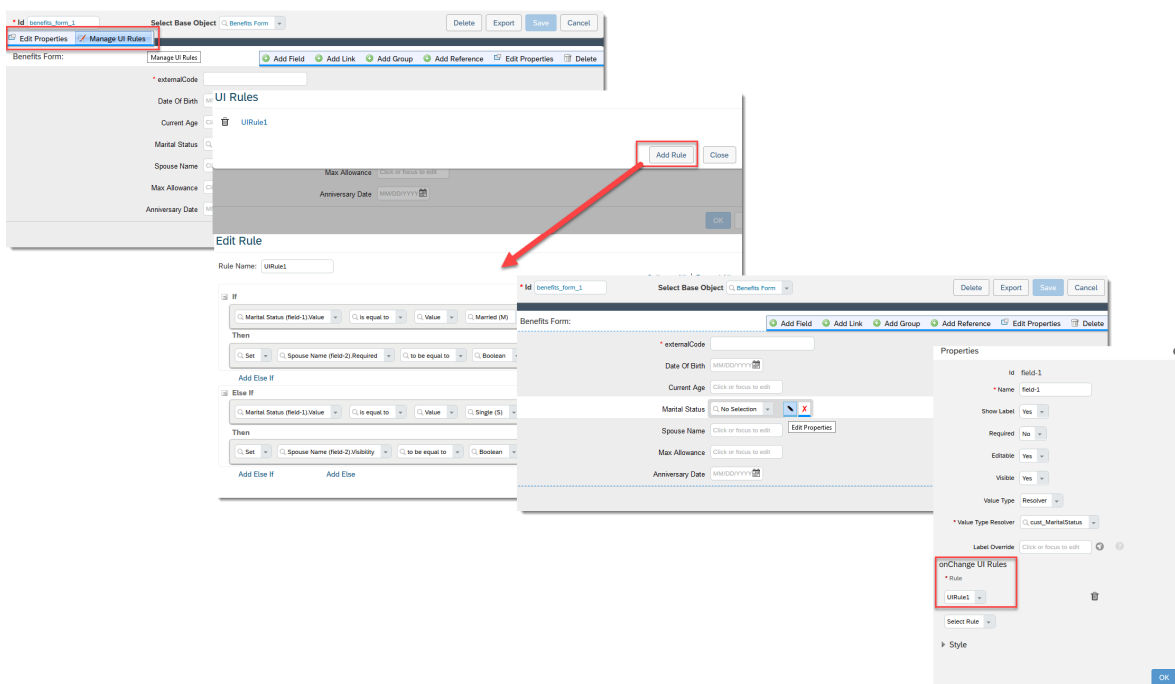 * Id benefits_form_1 Select Base Object Benefits Form Delete Export Save Cancel
Edit Properties Manage UI Rules
Benefits Form: Manage UI Rules Add Field Add Link Add Group Add Reference Edit Properties Delete
* externalCode
Date Of Birth
Current Age
Marital Status
Spouse Name
Max Allowance
Anniversary Date
UI Rules
UIRule1
Add Rule Close
Max Allowance Click or focus to edit
Anniversary Date MM/DD/YYYY
OK
Edit Rule
Rule Name: UIRule1
If
Marital Status (field-1).Value is equal to Value Married (M)
Then
Set Spouse Name (field-2).Required to be equal to Boolean
Add Else If
Else If
Marital Status (field-1).Value is equal to Value Single (S)
Then
Set Spouse Name (field-2).Visibility to be equal to Boolean
Add Else If Add Else
* Id benefits_form_1 Select Base Object Benefits Form Delete Export Save Cancel
Benefits Form: Add Field Add Link Add Group Add Reference Edit Properties Delete
* externalCode
Date Of Birth MM/DD/YYYY
Current Age Click or focus to edit
Marital Status No Selection
Edit Properties
Spouse Name Click or focus to edit
Max Allowance Click or focus to edit
Anniversary Date MM/DD/YYYY
Properties
Id field-1
* Name field-1
Show Label Yes
Required No
Editable Yes
Visible Yes
Value Type Resolver
* Value Type Resolver cust_MaritalStatus
Label Override Click or focus to edit
onChange UI Rules
* Rule
UIRule1
Select Rule
Style
OK